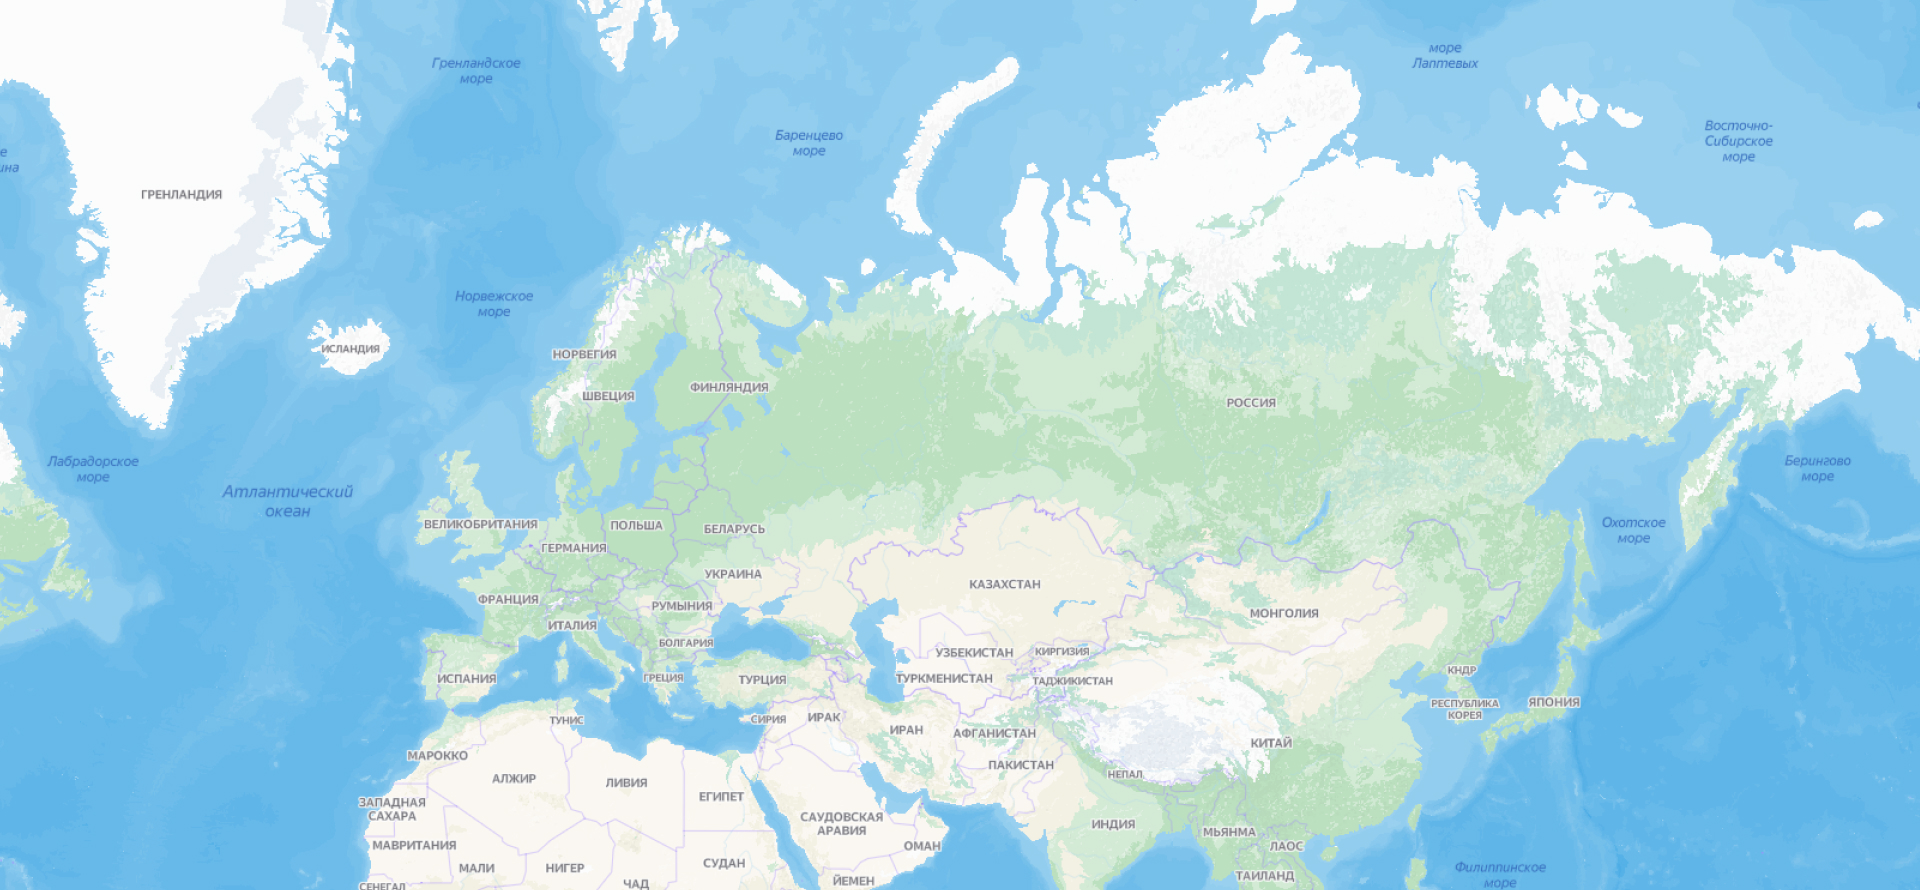 море
Лаптевых
Гренландское
море
Восточно-
Сибирское
море
Баренцево
море
ГРЕНЛАНДИЯ
Норвежское
море
ИСЛАНДИЯ
НОРВЕГИЯ
ФИНЛЯНДИЯ
ШВЕЦИЯ
РОССИЯ
Лабрадорское
море
Берингово
море
Атлантический
океан
ВЕЛИКОБРИТАНИЯ
ПОЛЬША
БЕЛАРУСЬ
Охотское
море
ГЕРМАНИЯ
УКРАИНА
КАЗАХСТАН
ФРАНЦИЯ
РУМЫНИЯ
МОНГОЛИЯ
ИТАЛИЯ
БОЛГАРИЯ
УЗБЕКИСТАН
КИРГИЗИЯ
КНДР
ИСПАНИЯ
ГРЕЦИЯ
ТУРЦИЯ
ТУРКМЕНИСТАН
ТАДЖИКИСТАН
РЕСПУБЛИКА
КОРЕЯ
ЯПОНИЯ
ТУНИС
СИРИЯ
ИРАК
ИРАН
АФГАНИСТАН
КИТАЙ
МАРОККО
ПАКИСТАН
НЕПАЛ
АЛЖИР
ЛИВИЯ
ЕГИПЕТ
ЗАПАДНАЯ
САХАРА
САУДОВСКАЯ
АРАВИЯ
ИНДИЯ
МЬЯНМА
МАВРИТАНИЯ
ОМАН
ЛАОС
МАЛИ
НИГЕР
СУДАН
Филиппинское
море
ТАИЛАНД
СЕНЕГАЛ
ЧАД
ЙЕМЕН